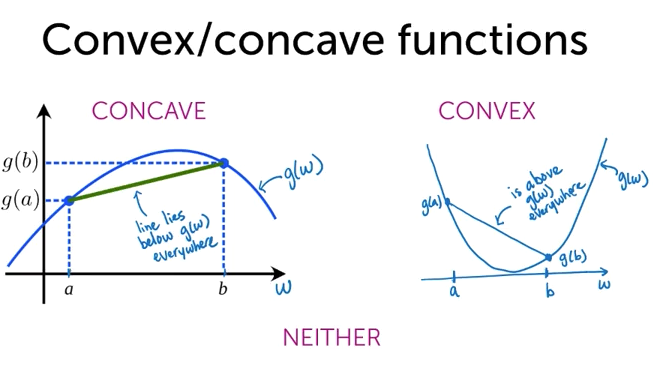 Convex/concave functions
CONCAVE
g(b)
g(a)
a
b
w
g(w)
line lies
below g(w)
everywhere
CONVEX
g(a)
is above
g(w)
everywhere
g(w)
g(b)
a
b
w
NEITHER